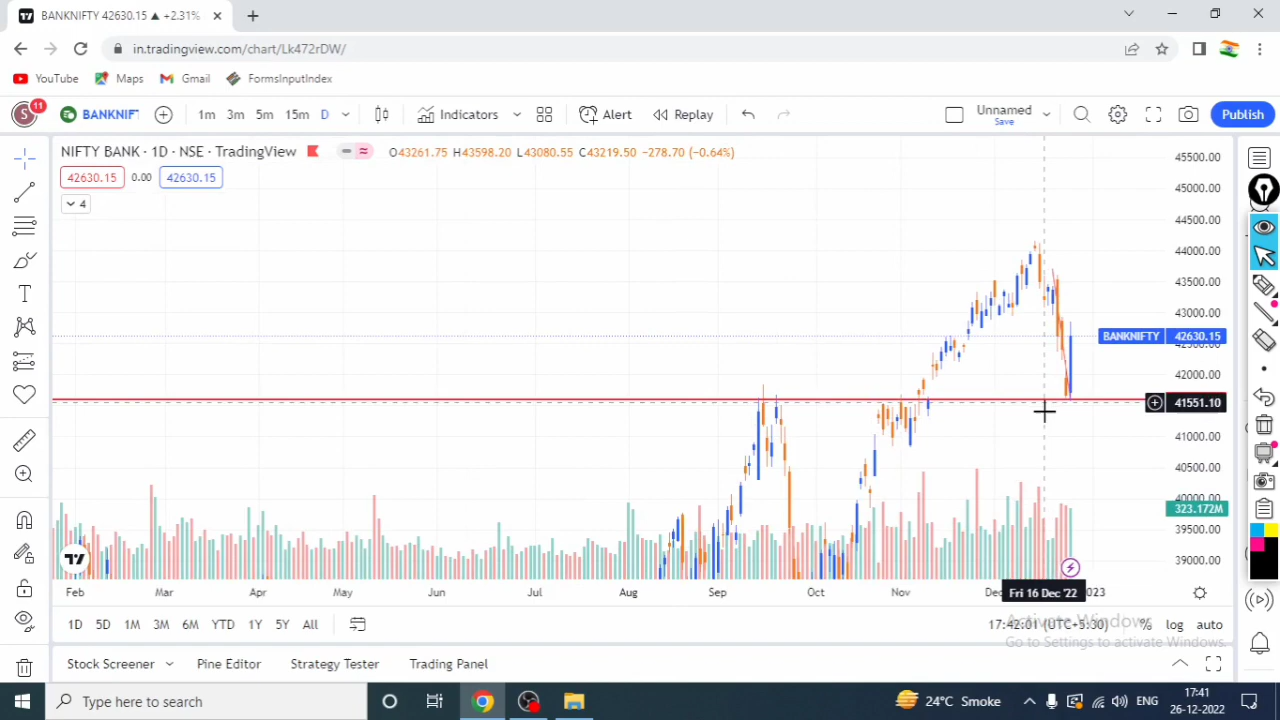 BANKNIFTY 42630.15 ▲ +2.31%
in.tradingview.com/chart/Lk472rDW/
YouTube Maps Gmail FormsInputIndex
S 11 BANKNIF 1m 3m 5m 15m D Indicators Alert Replay Unnamed Save Publish
NIFTY BANK · 1D · NSE · TradingView O43261.75 H43598.20 L43080.55 C43219.50 −278.70 (−0.64%)
42630.15 0.00 42630.15
4
45500.00
45000.00
44500.00
44000.00
43500.00
43000.00
BANKNIFTY 42630.15
42000.00
41551.10
41000.00
40500.00
40000.00
323.172M
39500.00
39000.00
Feb Mar Apr May Jun Jul Aug Sep Oct Nov Fri 16 Dec '22
1D 5D 1M 3M 6M YTD 1Y 5Y All 17:42:01 (UTC+5:30) % log auto
Activate Windows
Go to Settings to activate Windows.
Stock Screener Pine Editor Strategy Tester Trading Panel
Type here to search 24°C Smoke ENG 17:41
26-12-2022